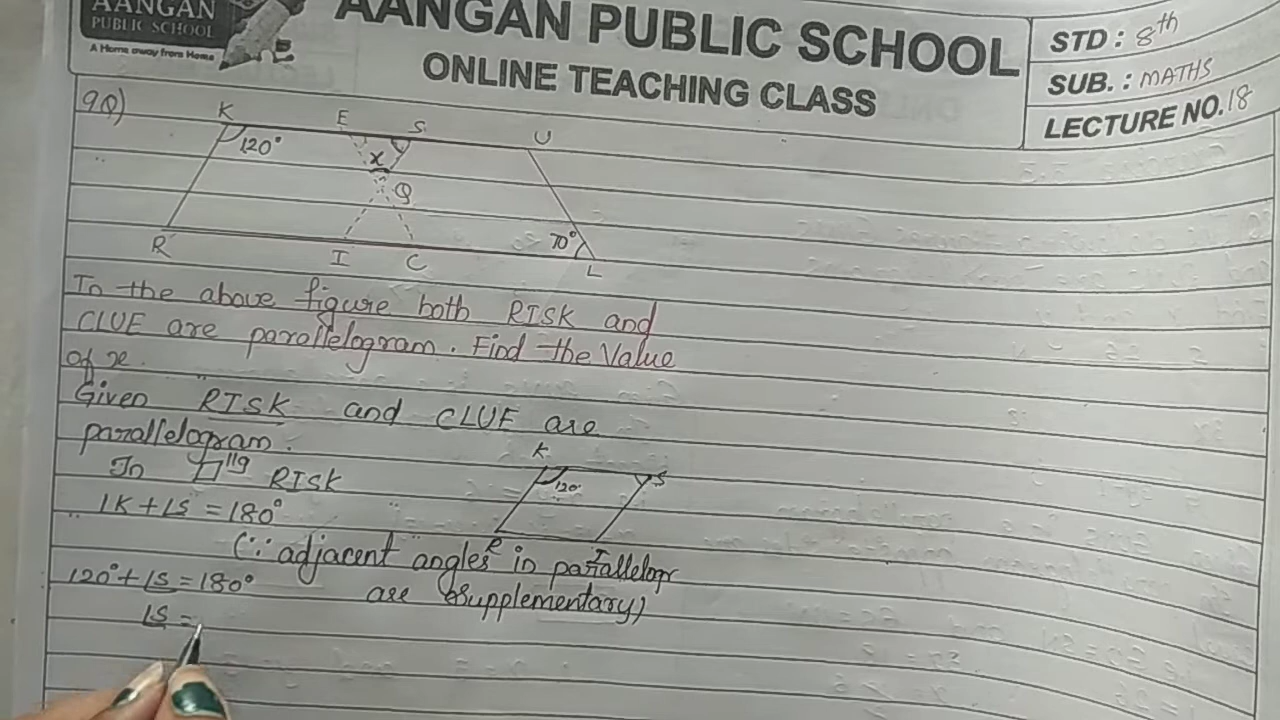 AANGAN
PUBLIC SCHOOL
A Home away from Home
AANGAN PUBLIC SCHOOL
ONLINE TEACHING CLASS
STD : 8th
SUB. : MATHS
LECTURE NO. 18
9Q)
K E S U
120°
x
Q
70°
R I C L
In the above figure both RISK and
CLUE are parallelogram. Find the Value
of x.
Given RISK and CLUE are
parallelogram.
In ▱llg RISK
∠K + ∠S = 180°
K S
120°
R I
(∵ adjacent angles in parallelogr
are supplementary)
120° + ∠S = 180°
∠S =